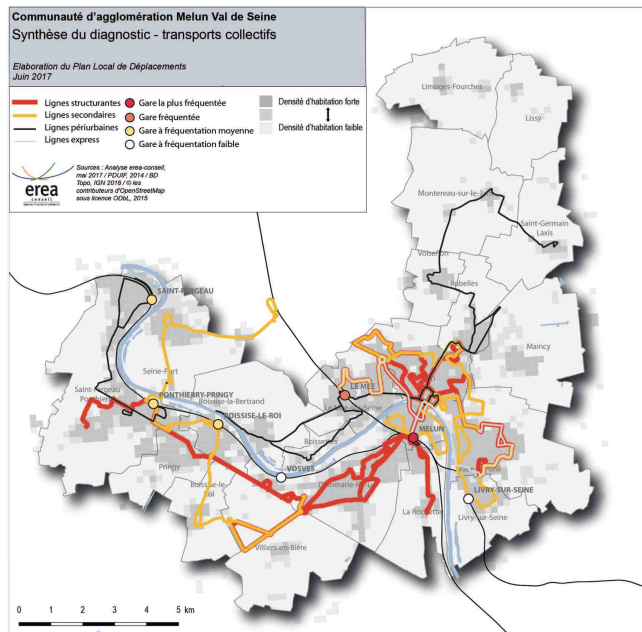 Communauté d'agglomération Melun Val de Seine
Synthèse du diagnostic - transports collectifs
Elaboration du Plan Local de Déplacements
Juin 2017
Lignes structurantes
Lignes secondaires
Lignes périurbaines
Lignes express
Gare la plus fréquentée
Gare fréquentée
Gare à fréquentation moyenne
Gare à fréquentation faible
Densité d'habitation forte
Densité d'habitation faible
erea
conseil
Sources : Analyse erea-conseil,
mai 2017 / PDUIF, 2014 / BD
Topo, IGN 2016 / © les
contributeurs d'OpenStreetMap
sous licence ODbL, 2015
Limoges-Fourches
Lissy
Montereau-sur-le-
Saint-Germain
Laxis
Voisenon
Rubelles
Maincy
SAINT-FARGEAU
Seine-Port
LE MÉE
Saint-Fargeau
Ponthierry
PONTHIERRY-PRINGY
Boissise-la-Bertrand
BOISSISE-LE-ROI
Boissettes
MELUN
Pringy
VOSVES
Boissise-le-
Roi
LIVRY-SUR-SEINE
La Rochette
Livry-sur-Seine
Villiers-en-Bière
0 1 2 3 4 5 km